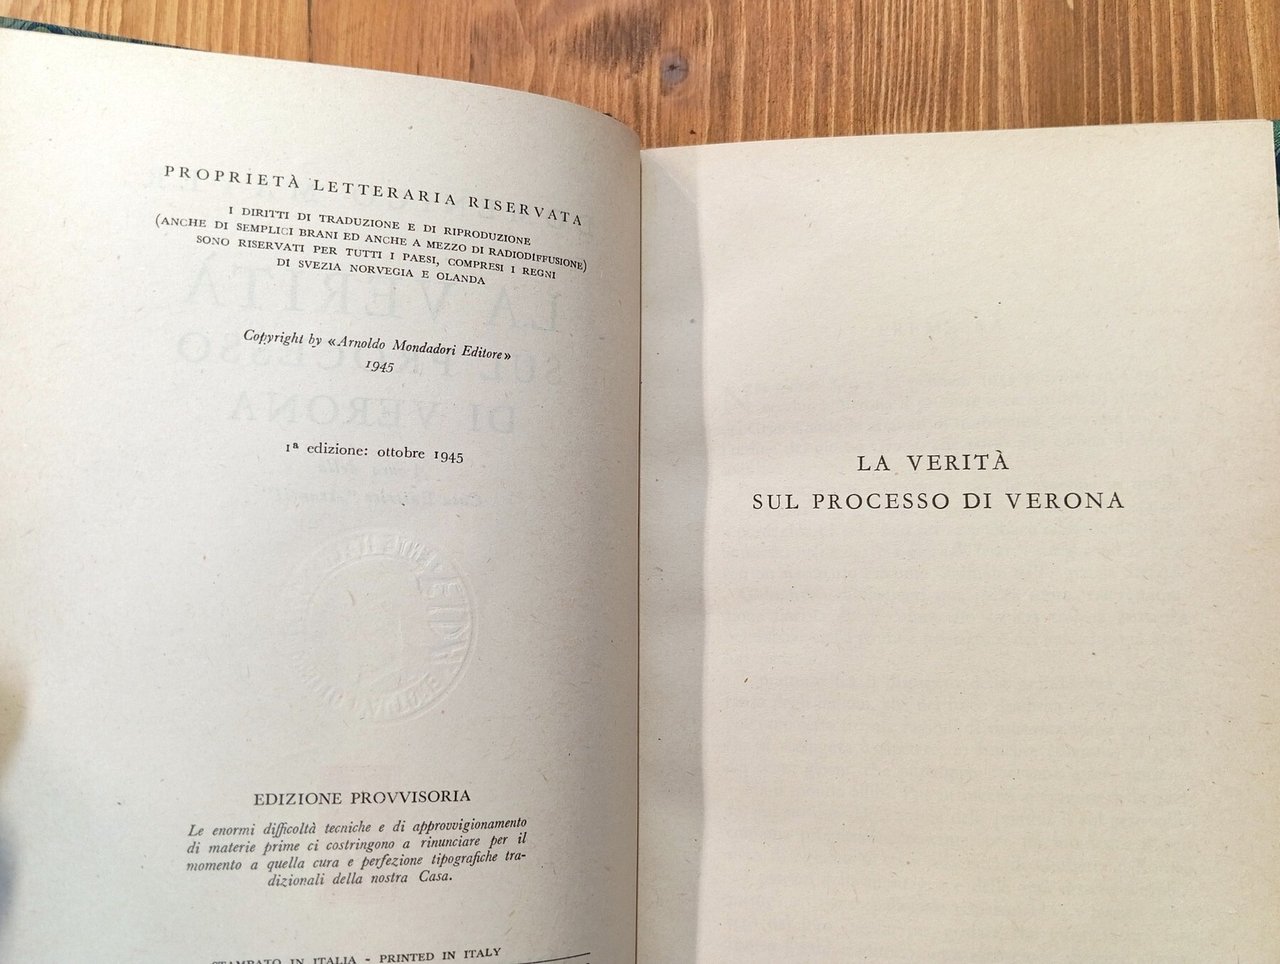 PROPRIETÀ LETTERARIA RISERVATA
I DIRITTI DI TRADUZIONE E DI RIPRODUZIONE
(ANCHE DI SEMPLICI BRANI ED ANCHE A MEZZO DI RADIODIFFUSIONE)
SONO RISERVATI PER TUTTI I PAESI, COMPRESI I REGNI
DI SVEZIA NORVEGIA E OLANDA
Copyright by «Arnoldo Mondadori Editore»
1945
1ª edizione: ottobre 1945
EDIZIONE PROVVISORIA
Le enormi difficoltà tecniche e di approvvigionamento
di materie prime ci costringono a rinunciare per il
momento a quella cura e perfezione tipografiche tra-
dizionali della nostra Casa.
STAMPATO IN ITALIA - PRINTED IN ITALY
LA VERITÀ
SUL PROCESSO DI VERONA